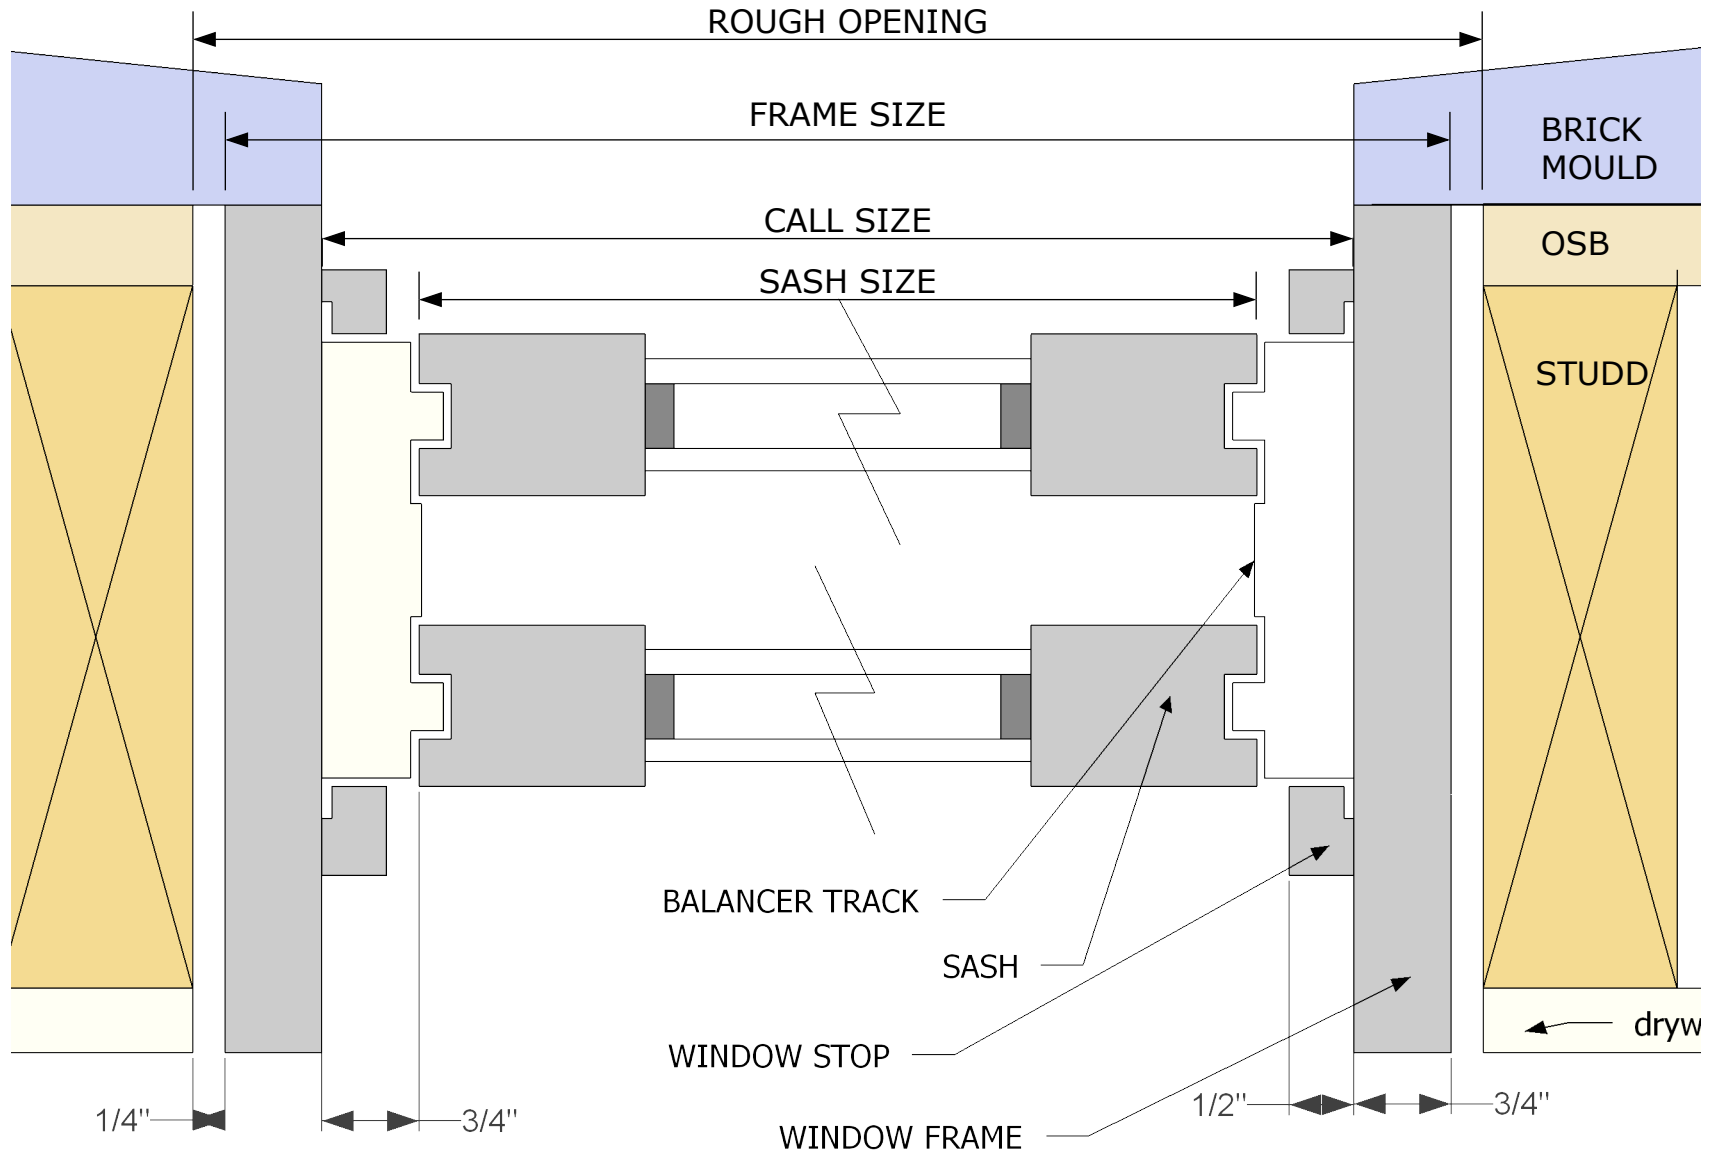 ROUGH OPENING
FRAME SIZE
BRICK
MOULD
CALL SIZE
OSB
SASH SIZE
STUDD
BALANCER TRACK
SASH
WINDOW STOP
WINDOW FRAME
dryw
1/4"
3/4"
1/2"
3/4"